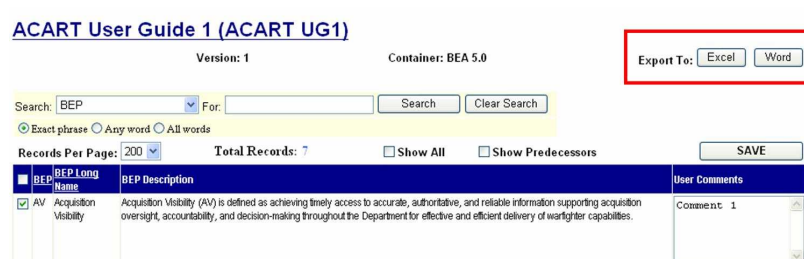 ACART User Guide 1 (ACART UG1)
Version: 1 Container: BEA 5.0 Export To: Excel Word
Search: BEP For: Search Clear Search
Exact phrase Any word All words
Records Per Page: 200 Total Records: 7 Show All Show Predecessors SAVE
BEP BEP Long Name BEP Description User Comments
AV Acquisition Visibility Acquisition Visibility (AV) is defined as achieving timely access to accurate, authoritative, and reliable information supporting acquisition Comment 1
oversight, accountability, and decision-making throughout the Department for effective and efficient delivery of warfighter capabilities.